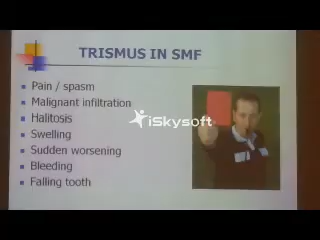 TRISMUS IN SMF
Pain / spasm
Malignant infiltration
Halitosis
iSkysoft
Swelling
Sudden worsening
Bleeding
Falling tooth